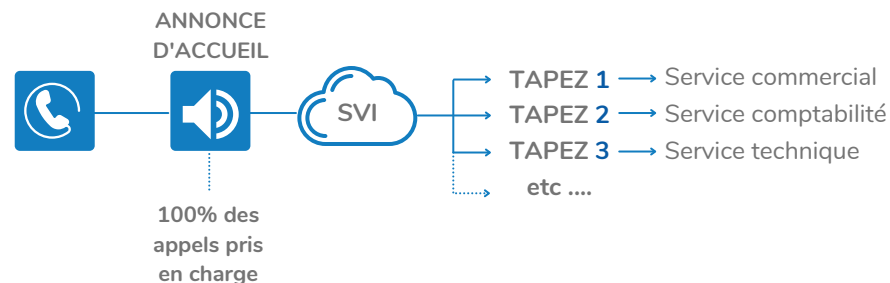 ANNONCE
D'ACCUEIL
SVI
TAPEZ 1 Service commercial
TAPEZ 2 Service comptabilité
TAPEZ 3 Service technique
etc ....
100% des
appels pris
en charge